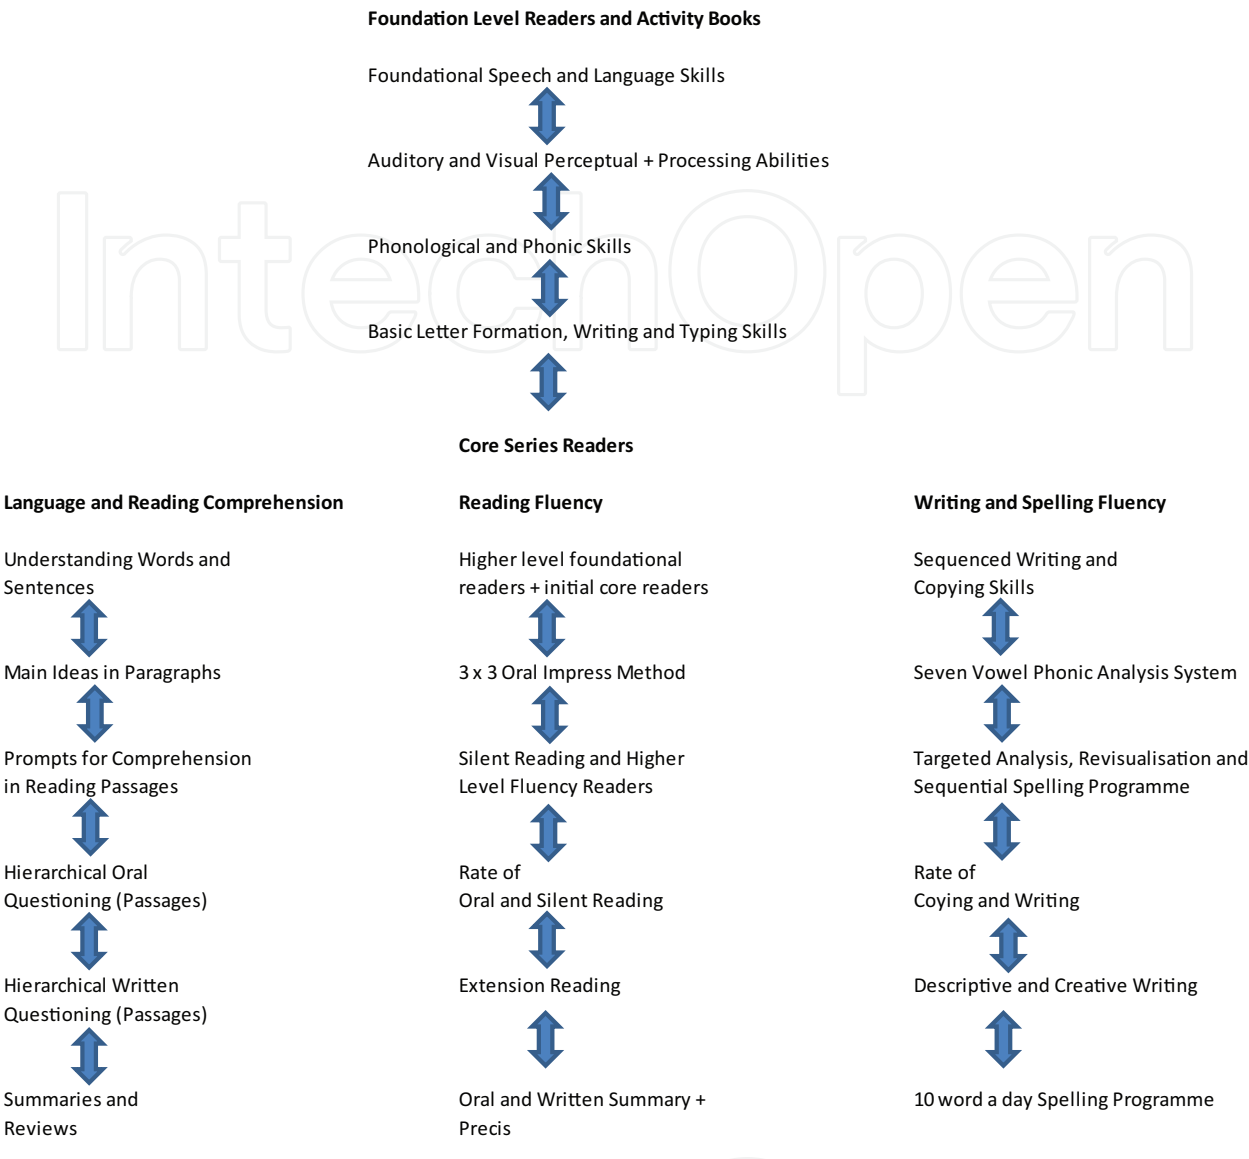 Foundation Level Readers and Activity Books
Foundational Speech and Language Skills
Auditory and Visual Perceptual + Processing Abilities
IntechOpen
Phonological and Phonic Skills
Basic Letter Formation, Writing and Typing Skills
Core Series Readers
Language and Reading Comprehension
Understanding Words and
Sentences
Main Ideas in Paragraphs
Prompts for Comprehension
in Reading Passages
Hierarchical Oral
Questioning (Passages)
Hierarchical Written
Questioning (Passages)
Summaries and
Reviews
Reading Fluency
Higher level foundational
readers + initial core readers
3 x 3 Oral Impress Method
Silent Reading and Higher
Level Fluency Readers
Rate of
Oral and Silent Reading
Extension Reading
Oral and Written Summary +
Precis
Writing and Spelling Fluency
Sequenced Writing and
Copying Skills
Seven Vowel Phonic Analysis System
Targeted Analysis, Revisualisation and
Sequential Spelling Programme
Rate of
Coying and Writing
Descriptive and Creative Writing
10 word a day Spelling Programme